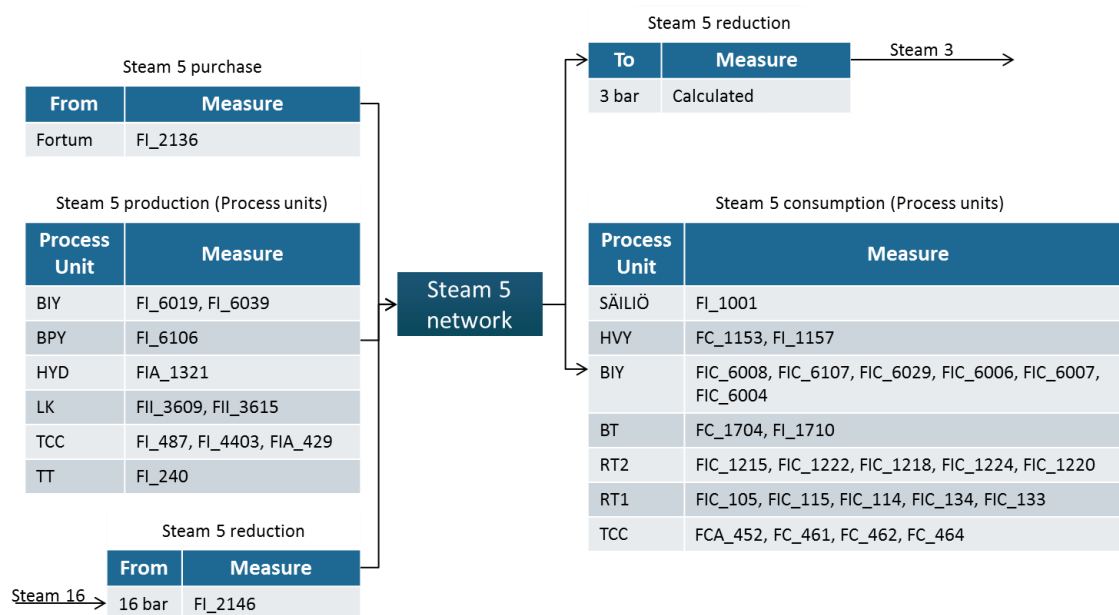 Steam 5 purchase
From Measure
Fortum FI_2136
Steam 5 production (Process units)
Process
Unit
Measure
BIY FI_6019, FI_6039
BPY FI_6106
HYD FIA_1321
LK FII_3609, FII_3615
TCC FI_487, FI_4403, FIA_429
TT FI_240
Steam 5 reduction
From Measure
16 bar FI_2146
Steam 16
Steam 5
network
Steam 5 reduction
To Measure
3 bar Calculated
Steam 3
Steam 5 consumption (Process units)
Process
Unit
Measure
SÄILIÖ FI_1001
HVY FC_1153, FI_1157
BIY FIC_6008, FIC_6107, FIC_6029, FIC_6006, FIC_6007,
FIC_6004
BT FC_1704, FI_1710
RT2 FIC_1215, FIC_1222, FIC_1218, FIC_1224, FIC_1220
RT1 FIC_105, FIC_115, FIC_114, FIC_134, FIC_133
TCC FCA_452, FC_461, FC_462, FC_464